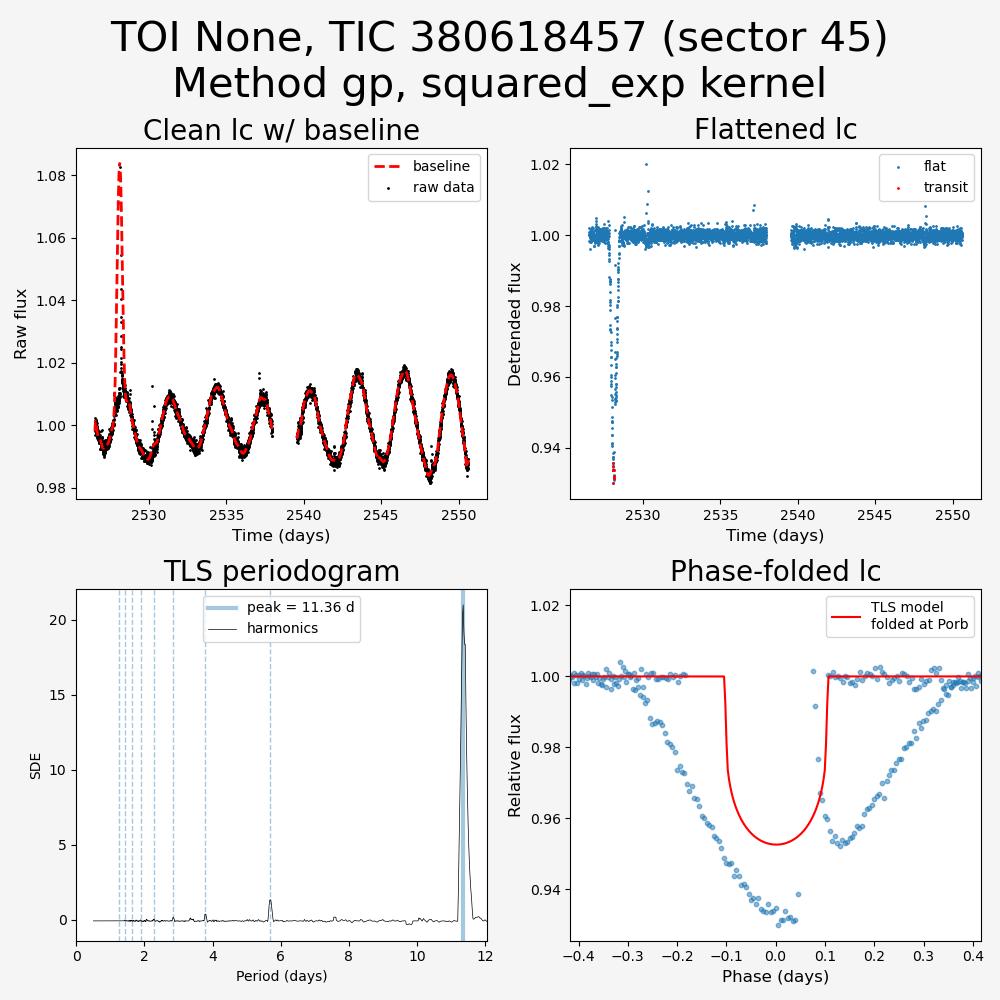 TOI None, TIC 380618457 (sector 45)
Method gp, squared_exp kernel
Clean lc w/ baseline
baseline
raw data
1.08
1.06
1.04
1.02
1.00
0.98
Raw flux
2530
2535
2540
2545
2550
Time (days)
Flattened lc
flat
transit
1.02
1.00
0.98
0.96
0.94
Detrended flux
2530
2535
2540
2545
2550
Time (days)
TLS periodogram
peak = 11.36 d
harmonics
20
15
10
5
0
SDE
0
2
4
6
8
10
12
Period (days)
Phase-folded lc
TLS model
folded at Porb
1.02
1.00
0.98
0.96
0.94
Relative flux
−0.4
−0.3
−0.2
−0.1
0.0
0.1
0.2
0.3
0.4
Phase (days)